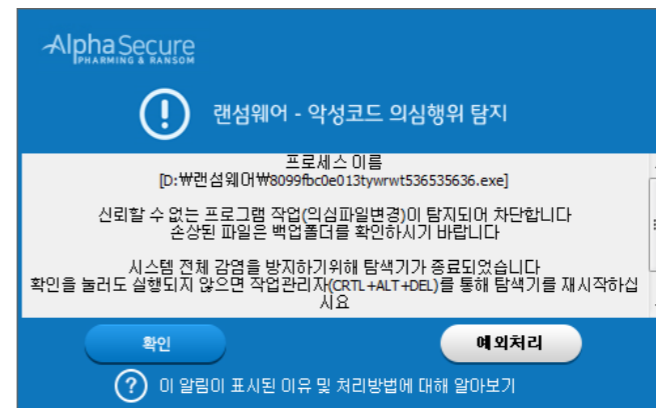 AlphaSecure
PHARMING & RANSOM
랜섬웨어 - 악성코드 의심행위 탐지
프로세스 이름
[D:₩랜섬웨어₩8099fbc0e013tywrwt536535636.exe]
신뢰할 수 없는 프로그램 작업(의심파일변경)이 탐지되어 차단합니다
손상된 파일은 백업폴더를 확인하시기 바랍니다
시스템 전체 감염을 방지하기위해 탐색기가 종료되었습니다
확인을 눌러도 실행되지 않으면 작업관리자(CRTL+ALT+DEL)를 통해 탐색기를 재시작하십
시요
확인
예외처리
? 이 알림이 표시된 이유 및 처리방법에 대해 알아보기